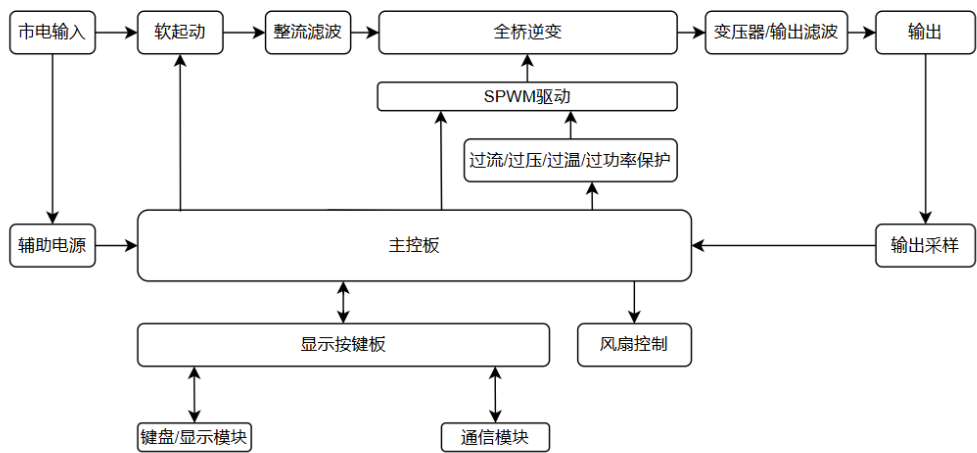 市电输入
软起动
整流滤波
全桥逆变
变压器/输出滤波
输出
SPWM驱动
过流/过压/过温/过功率保护
辅助电源
主控板
输出采样
显示按键板
风扇控制
键盘/显示模块
通信模块